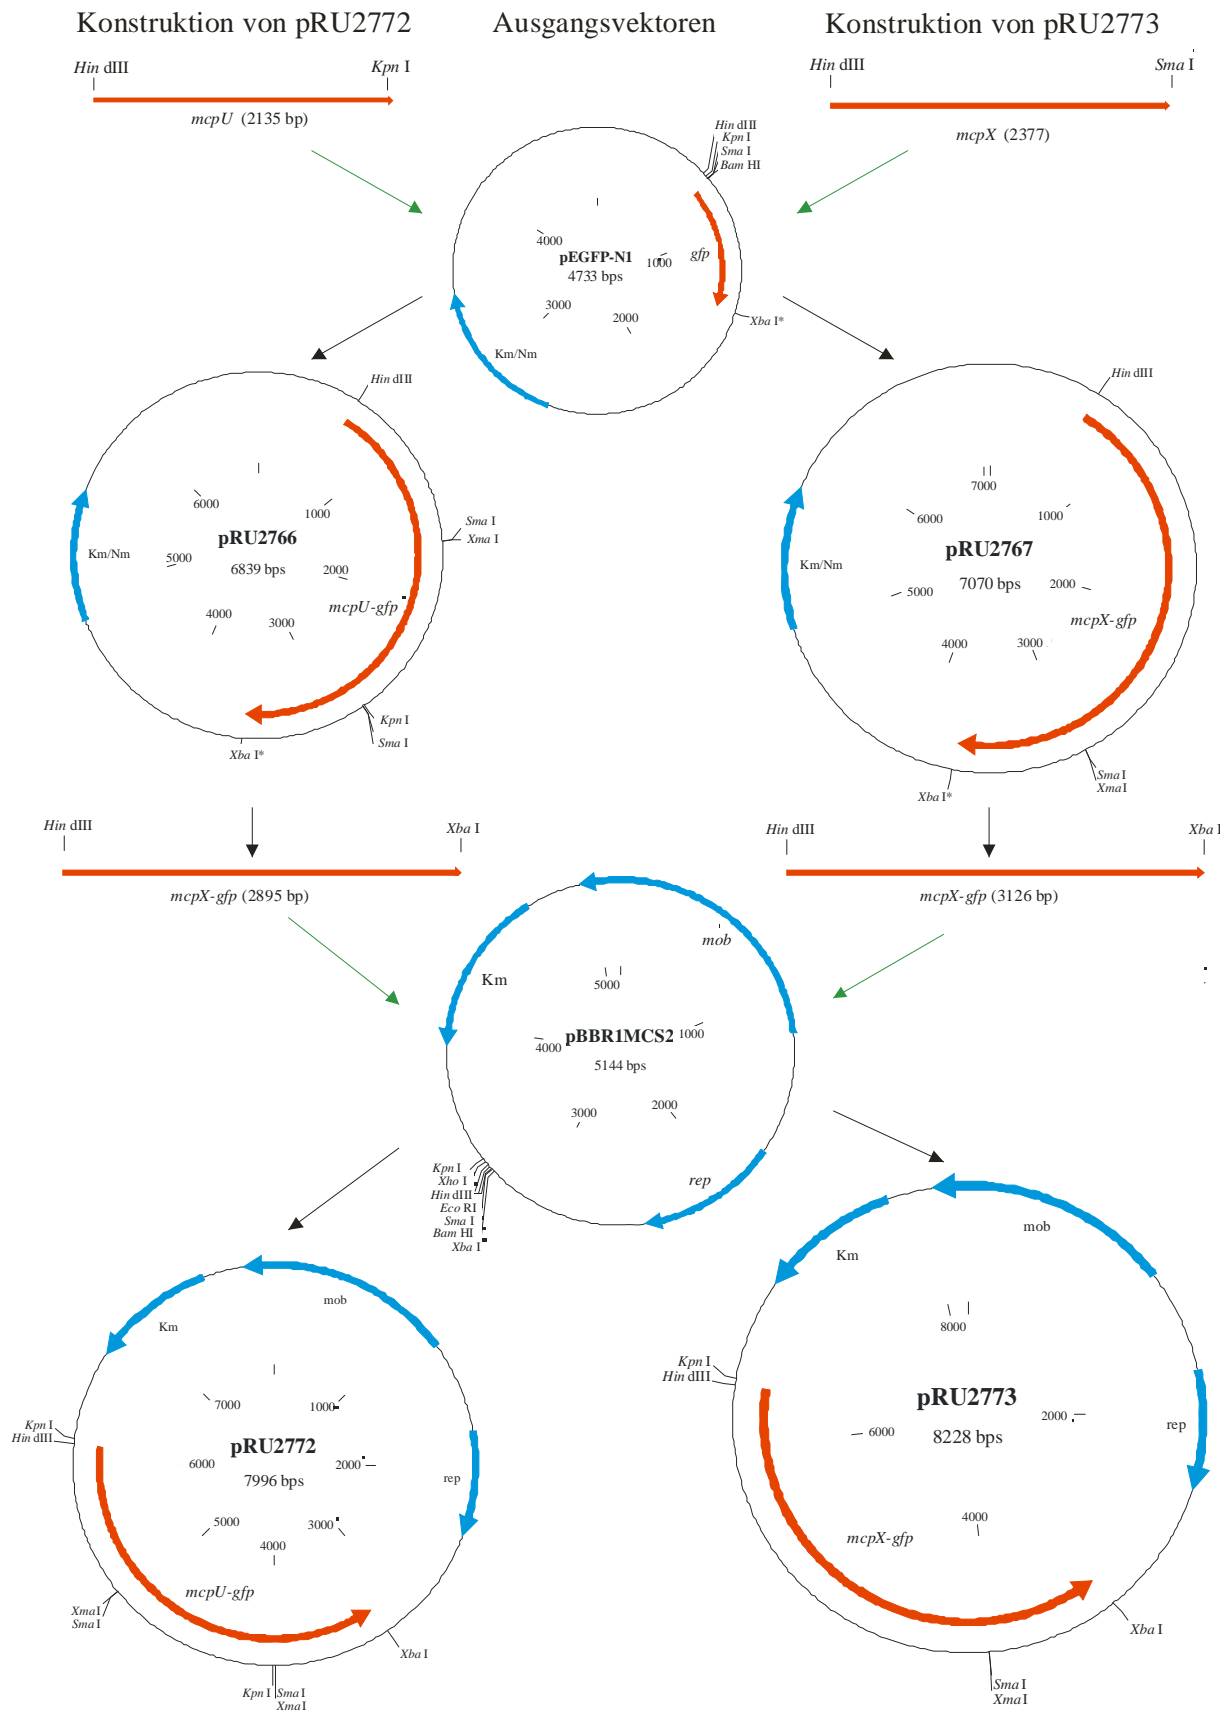 Konstruktion von pRU2772
Ausgangsvektoren
Konstruktion von pRU2773
Hin dIII
Kpn I
mcpU (2135 bp)
Hin dIII
Sma I
mcpX (2377)
Hin dIII
Kpn I
Sma I
Bam HI
4000
pEGFP-N1
4733 bps
1000
gfp
3000
2000
Xba I*
Km/Nm
Hin dIII
6000
1000
pRU2766
6839 bps
Sma I
Xma I
Km/Nm
5000
2000
mcpU-gfp
4000
3000
Kpn I
Sma I
Xba I*
Hin dIII
7000
6000
1000
pRU2767
7070 bps
Km/Nm
5000
2000
mcpX-gfp
4000
3000
Sma I
XmaI
Xba I*
Hin dIII
Xba I
mcpX-gfp (2895 bp)
Hin dIII
Xba I
mcpX-gfp (3126 bp)
mob
Km
5000
4000
pBBR1MCS2
1000
5144 bps
3000
2000
rep
Kpn I
Xho I
Hin dIII
Eco RI
Sma I
Bam HI
Xba I
mob
Km
7000
1000
Kpn I
Hin dIII
pRU2772
7996 bps
6000
2000
rep
5000
3000
4000
mcpU-gfp
XmaI
Sma I
Xba I
Kpn I
Sma I
XmaI
mob
Km
8000
Kpn I
Hin dIII
pRU2773
8228 bps
6000
2000
rep
4000
mcpX-gfp
Xba I
Sma I
XmaI